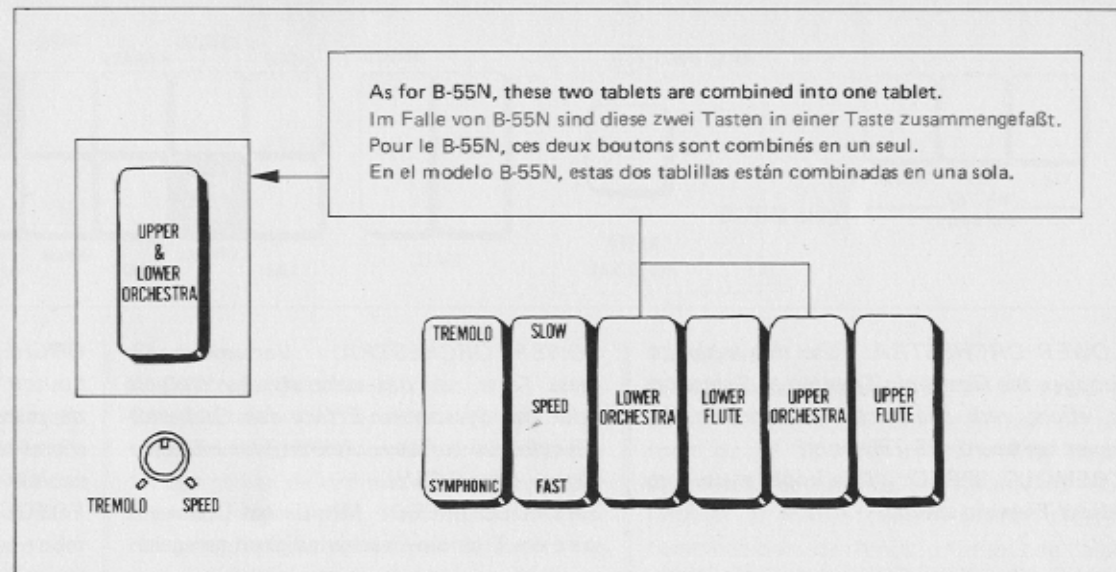 As for B-55N, these two tablets are combined into one tablet.
Im Falle von B-55N sind diese zwei Tasten in einer Taste zusammengefaßt.
Pour le B-55N, ces deux boutons sont combinés en un seul.
En el modelo B-55N, estas dos tablillas están combinadas en una sola.
UPPER
&
LOWER
ORCHESTRA
TREMOLO SPEED
TREMOLO
SYMPHONIC
SLOW
SPEED
FAST
LOWER
ORCHESTRA
LOWER
FLUTE
UPPER
ORCHESTRA
UPPER
FLUTE